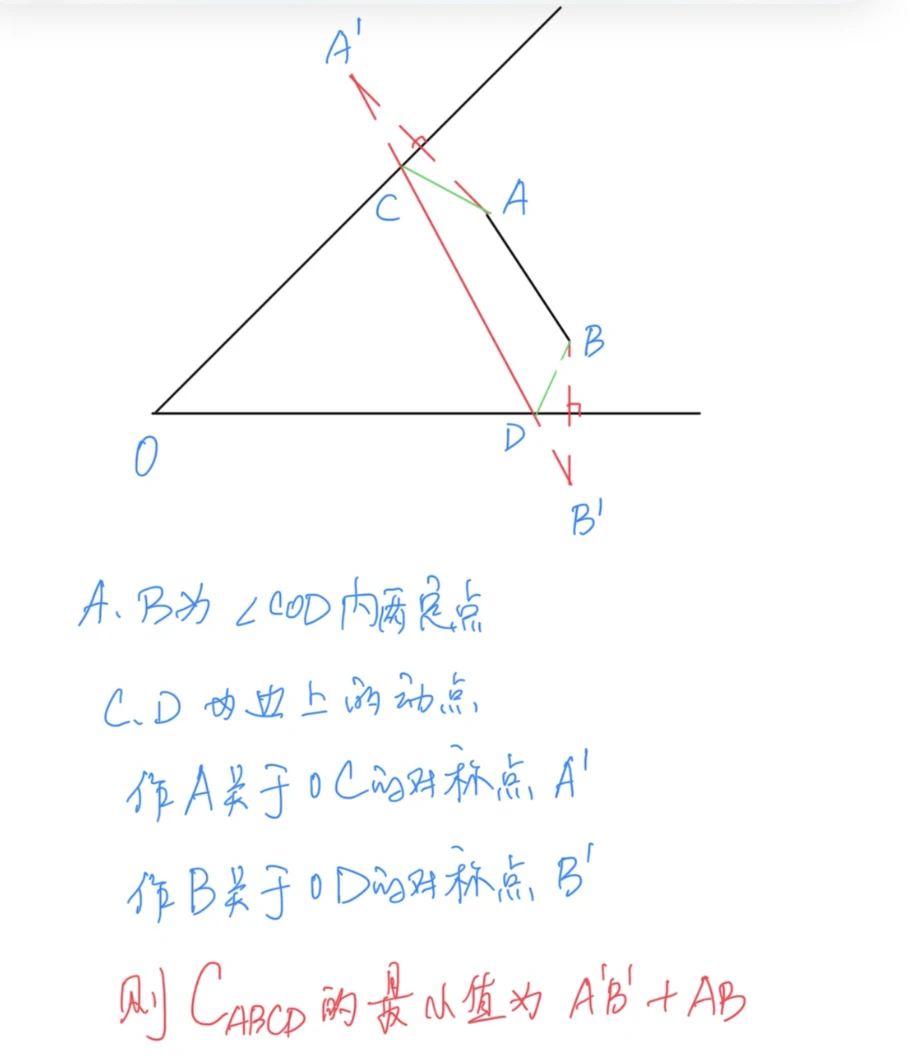 A'
C
A
B
O
D
B'
A、B为∠COD内两定点
C、D为边上的动点
作A关于OC的对称点A'
作B关于OD的对称点B'
则C_ABCD的最小值为A'B'+AB